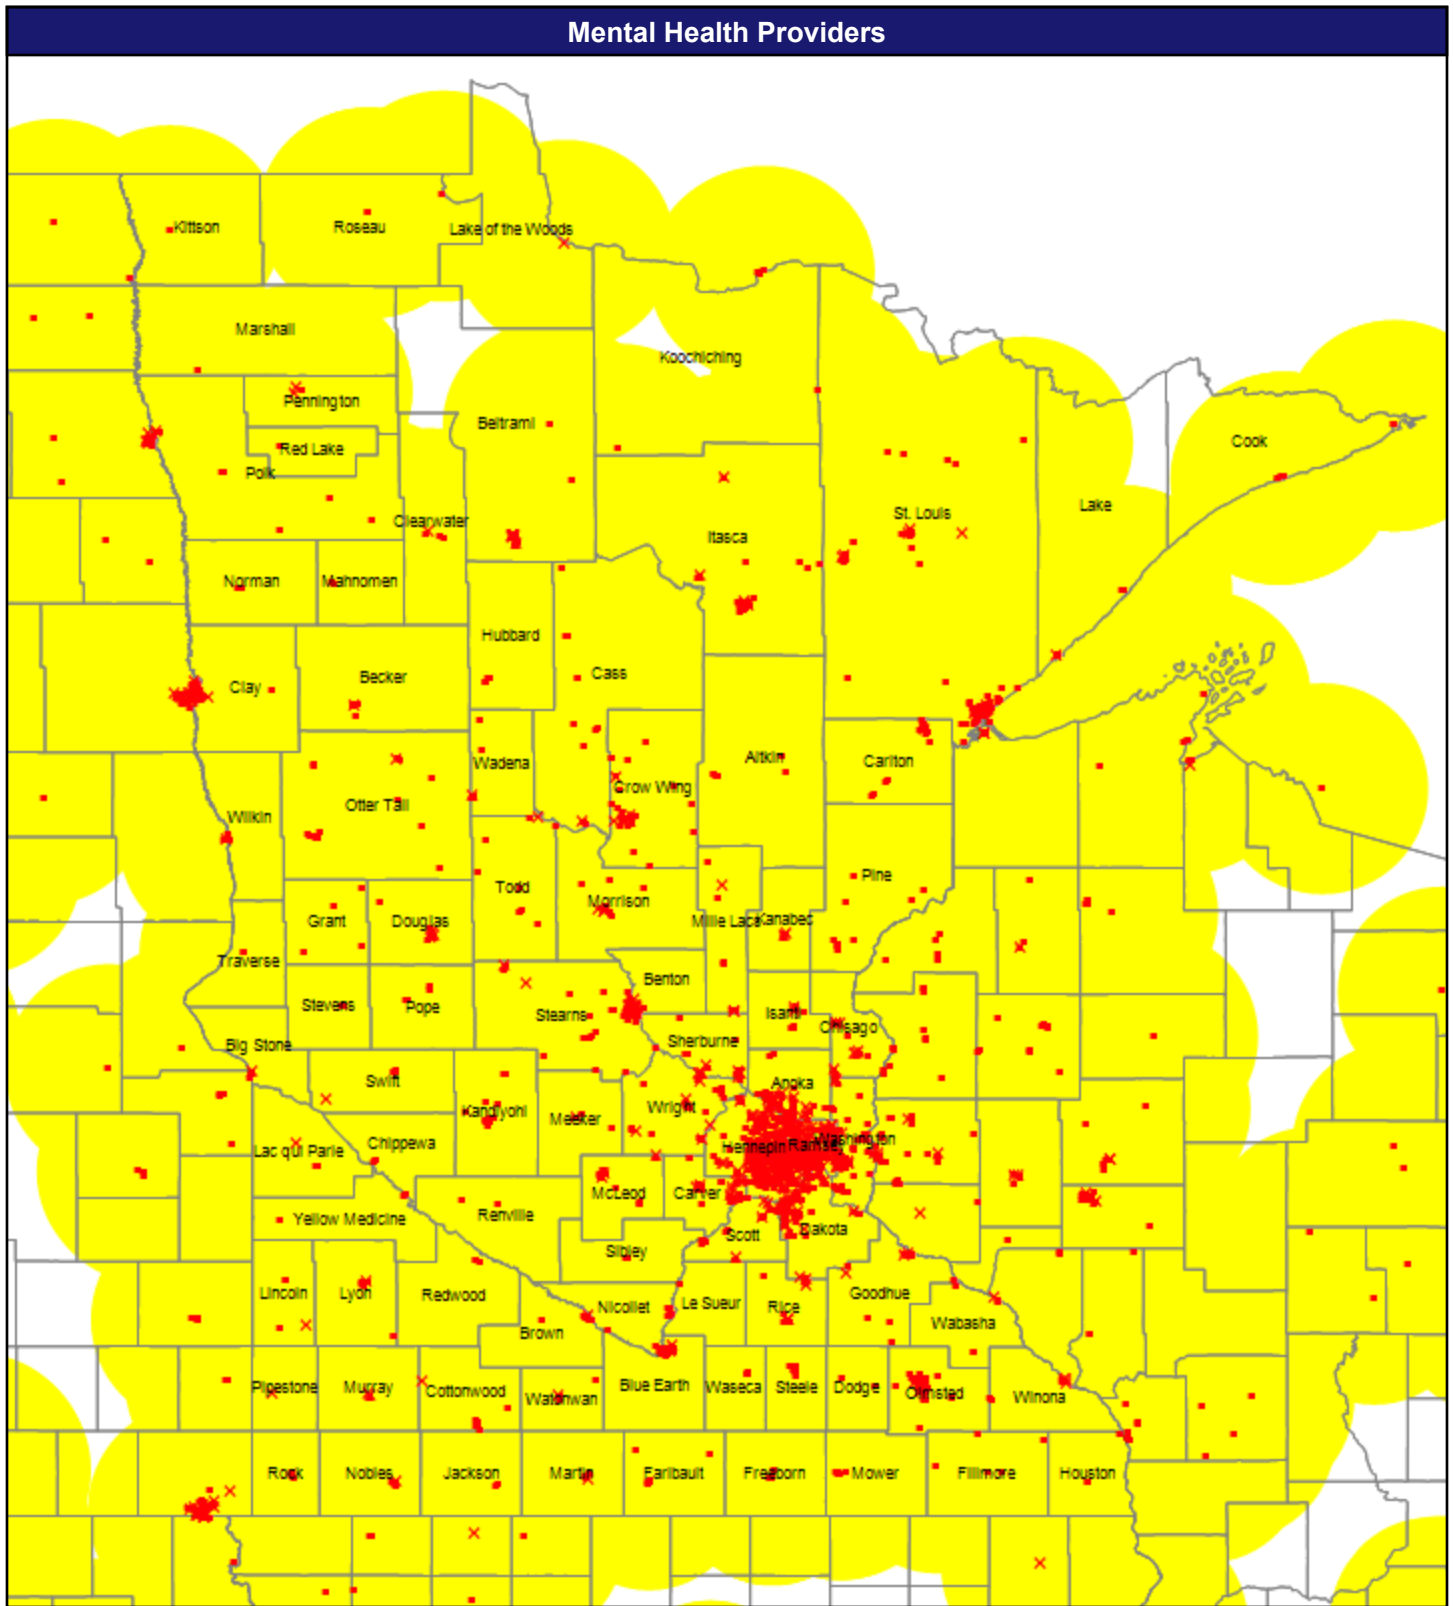 Mental Health Providers
Kittson
Roseau
Lake of the Woods
Marshall
Koochiching
Pennington
Beltrami
Cook
Red Lake
Polk
Lake
St. Louis
Clearwater
Itasca
Norman
Mahnomen
Hubbard
Cass
Becker
Clay
Aitkin
Carlton
Wadena
Crow Wing
Otter Tail
Wilkin
Pine
Todd
Morrison
Grant
Douglas
Mille Lacs
Kanabec
Traverse
Benton
Stevens
Pope
Stearns
Isanti
Chisago
Sherburne
Big Stone
Swift
Anoka
Kandiyohi
Meeker
Wright
Hennepin
Ramsey
Washington
Chippewa
Lac qui Parle
McLeod
Carver
Yellow Medicine
Renville
Dakota
Scott
Sibley
Lincoln
Lyon
Redwood
Nicollet
Le Sueur
Rice
Goodhue
Brown
Wabasha
Pipestone
Murray
Cottonwood
Watonwan
Blue Earth
Waseca
Steele
Dodge
Olmsted
Winona
Rock
Nobles
Jackson
Martin
Faribault
Freeborn
Mower
Fillmore
Houston